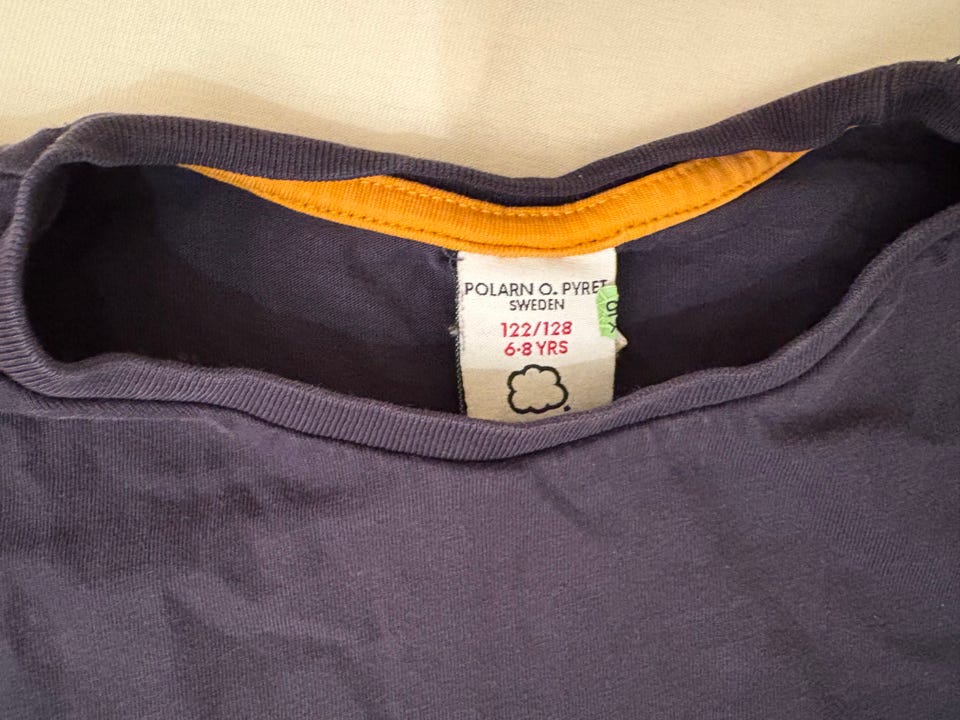 POLARN O. PYRET
SWEDEN
122/128
6-8 YRS